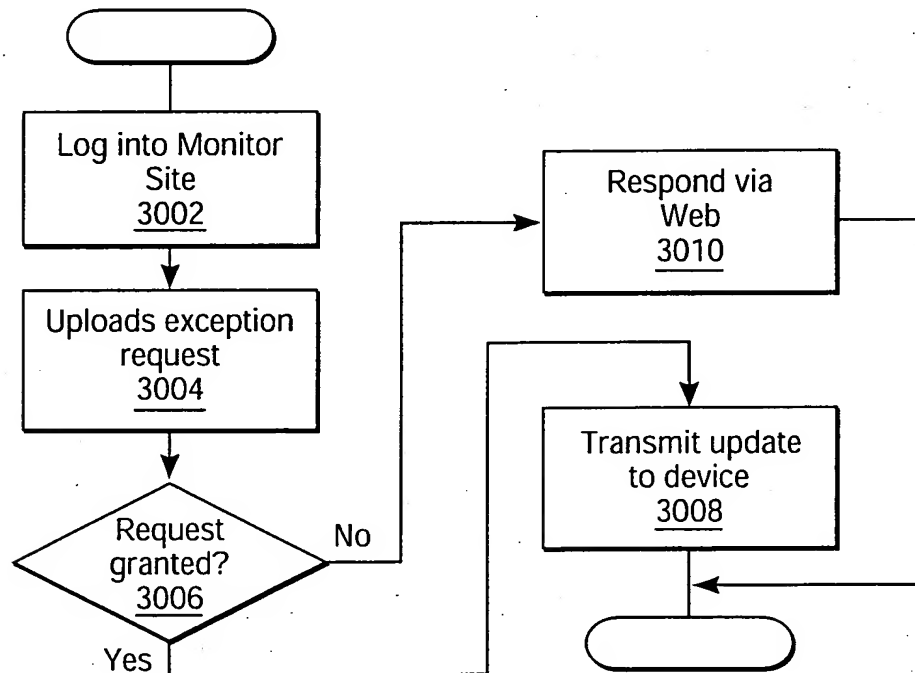 Log into Monitor
Site
3002
Uploads exception
request
3004
Request
granted?
3006
No
Yes
Respond via
Web
3010
Transmit update
to device
3008